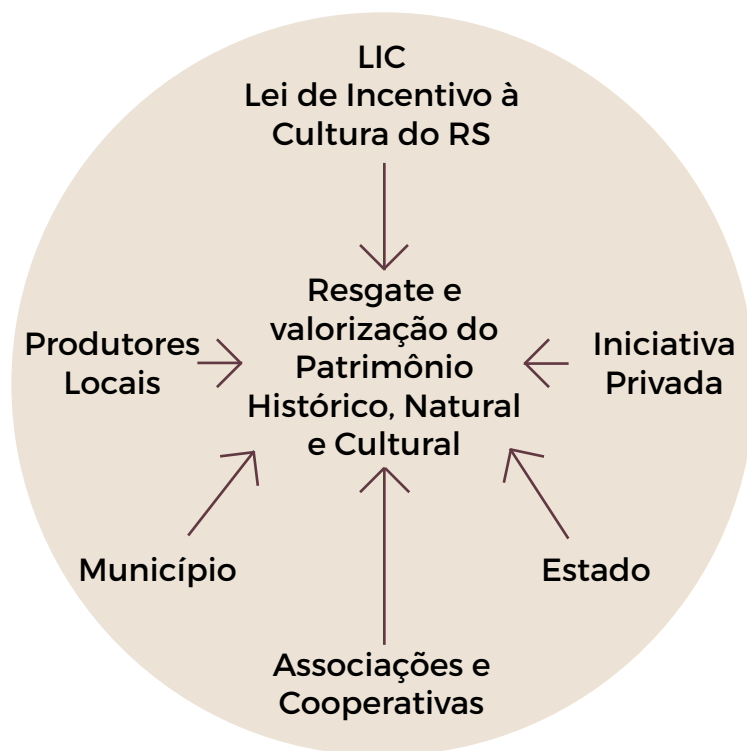 LIC
Lei de Incentivo à
Cultura do RS
Resgate e
valorização do
Patrimônio
Histórico, Natural
e Cultural
Produtores
Locais
Iniciativa
Privada
Município
Estado
Associações e
Cooperativas